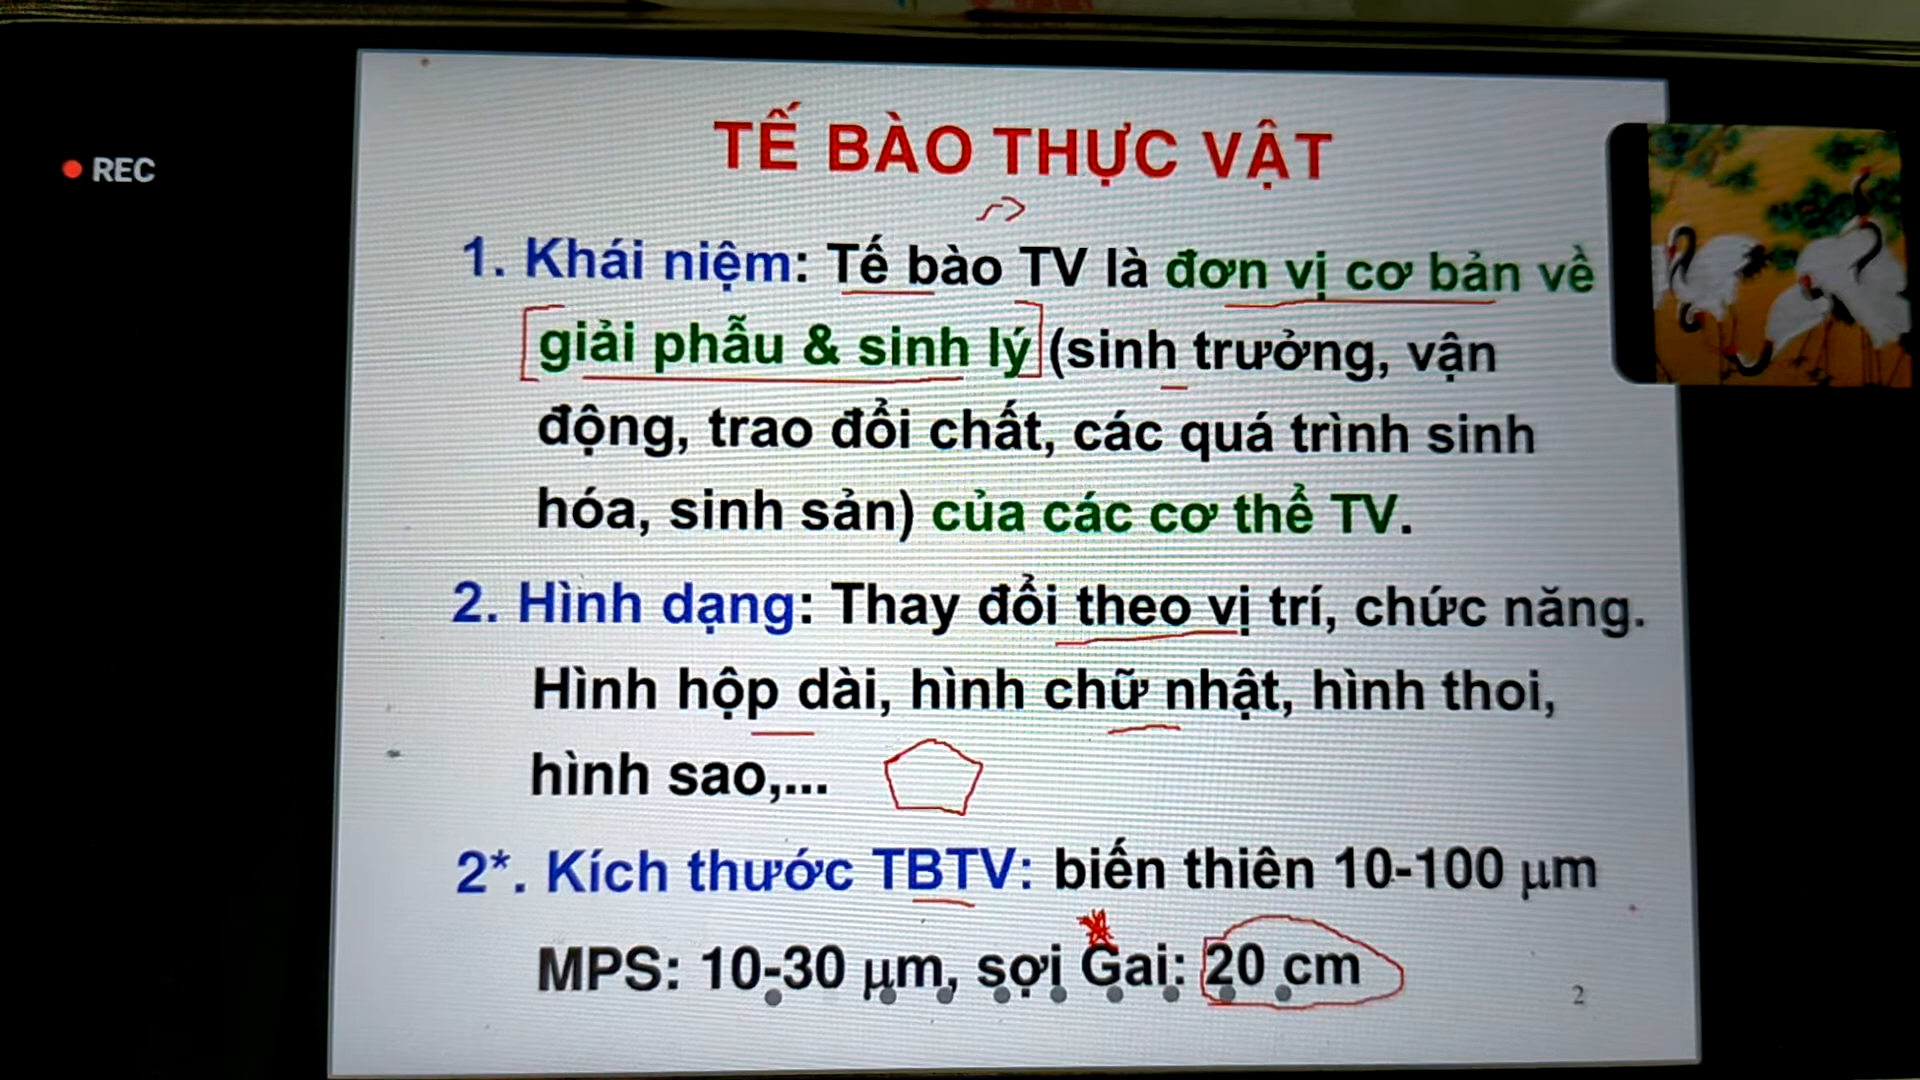 REC
TẾ BÀO THỰC VẬT
1. Khái niệm: Tế bào TV là đơn vị cơ bản về
giải phẫu & sinh lý (sinh trưởng, vận
động, trao đổi chất, các quá trình sinh
hóa, sinh sản) của các cơ thể TV.
2. Hình dạng: Thay đổi theo vị trí, chức năng.
Hình hộp dài, hình chữ nhật, hình thoi,
hình sao,...
2*. Kích thước TBTV: biến thiên 10-100 µm
MPS: 10-30 µm, sợi Gai: 20 cm
2